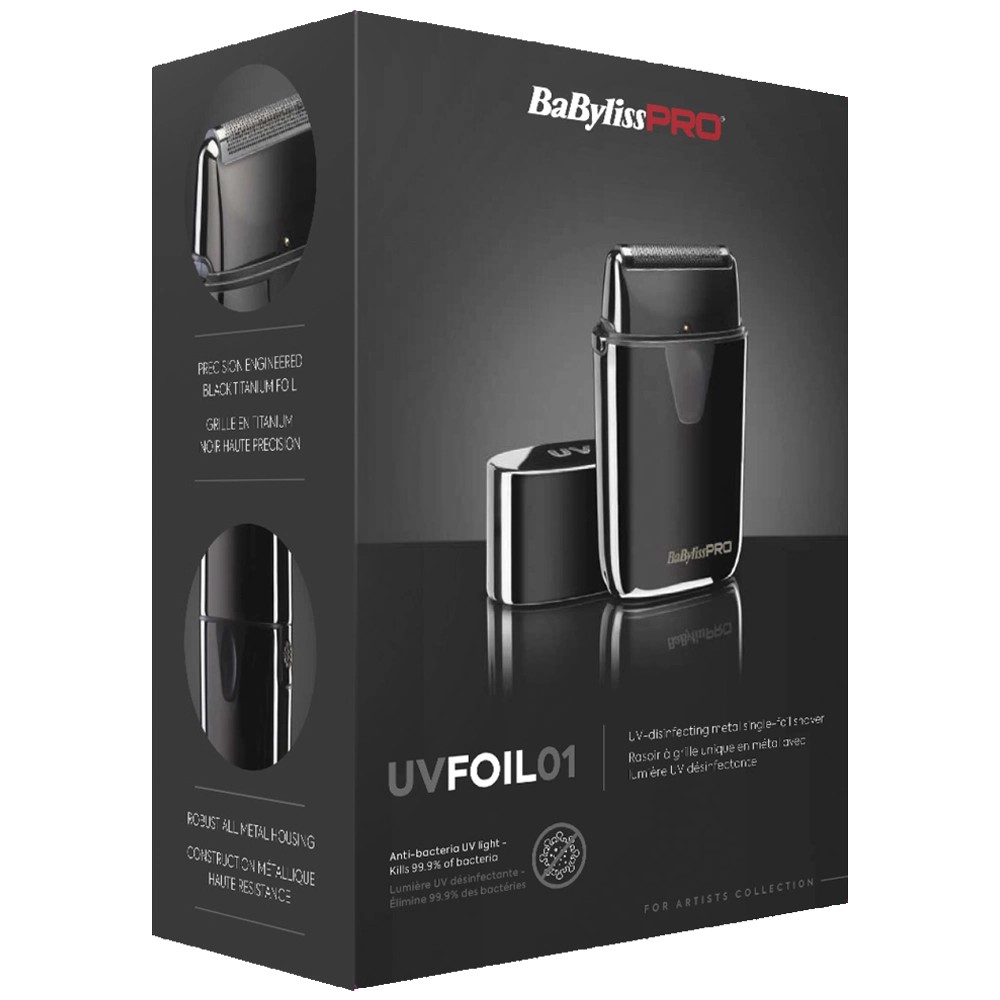 BaBylissPRO®
PRECISION ENGINEERED
BLACK TITANIUM FOIL
GRILLE EN TITANIUM
NOIR HAUTE PRÉCISION
UV
BaBylissPRO
UVFOIL01
UV-disinfecting metal single-foil shaver
Rasoir à grille unique en métal avec
lumière UV désinfectante
Anti-bacteria UV light -
Kills 99.9% of bacteria
Lumière UV désinfectante -
Élimine 99.9% des bactéries
ROBUST ALL METAL HOUSING
CONSTRUCTION MÉTALLIQUE
HAUTE RÉSISTANCE
FOR ARTISTS COLLECTION